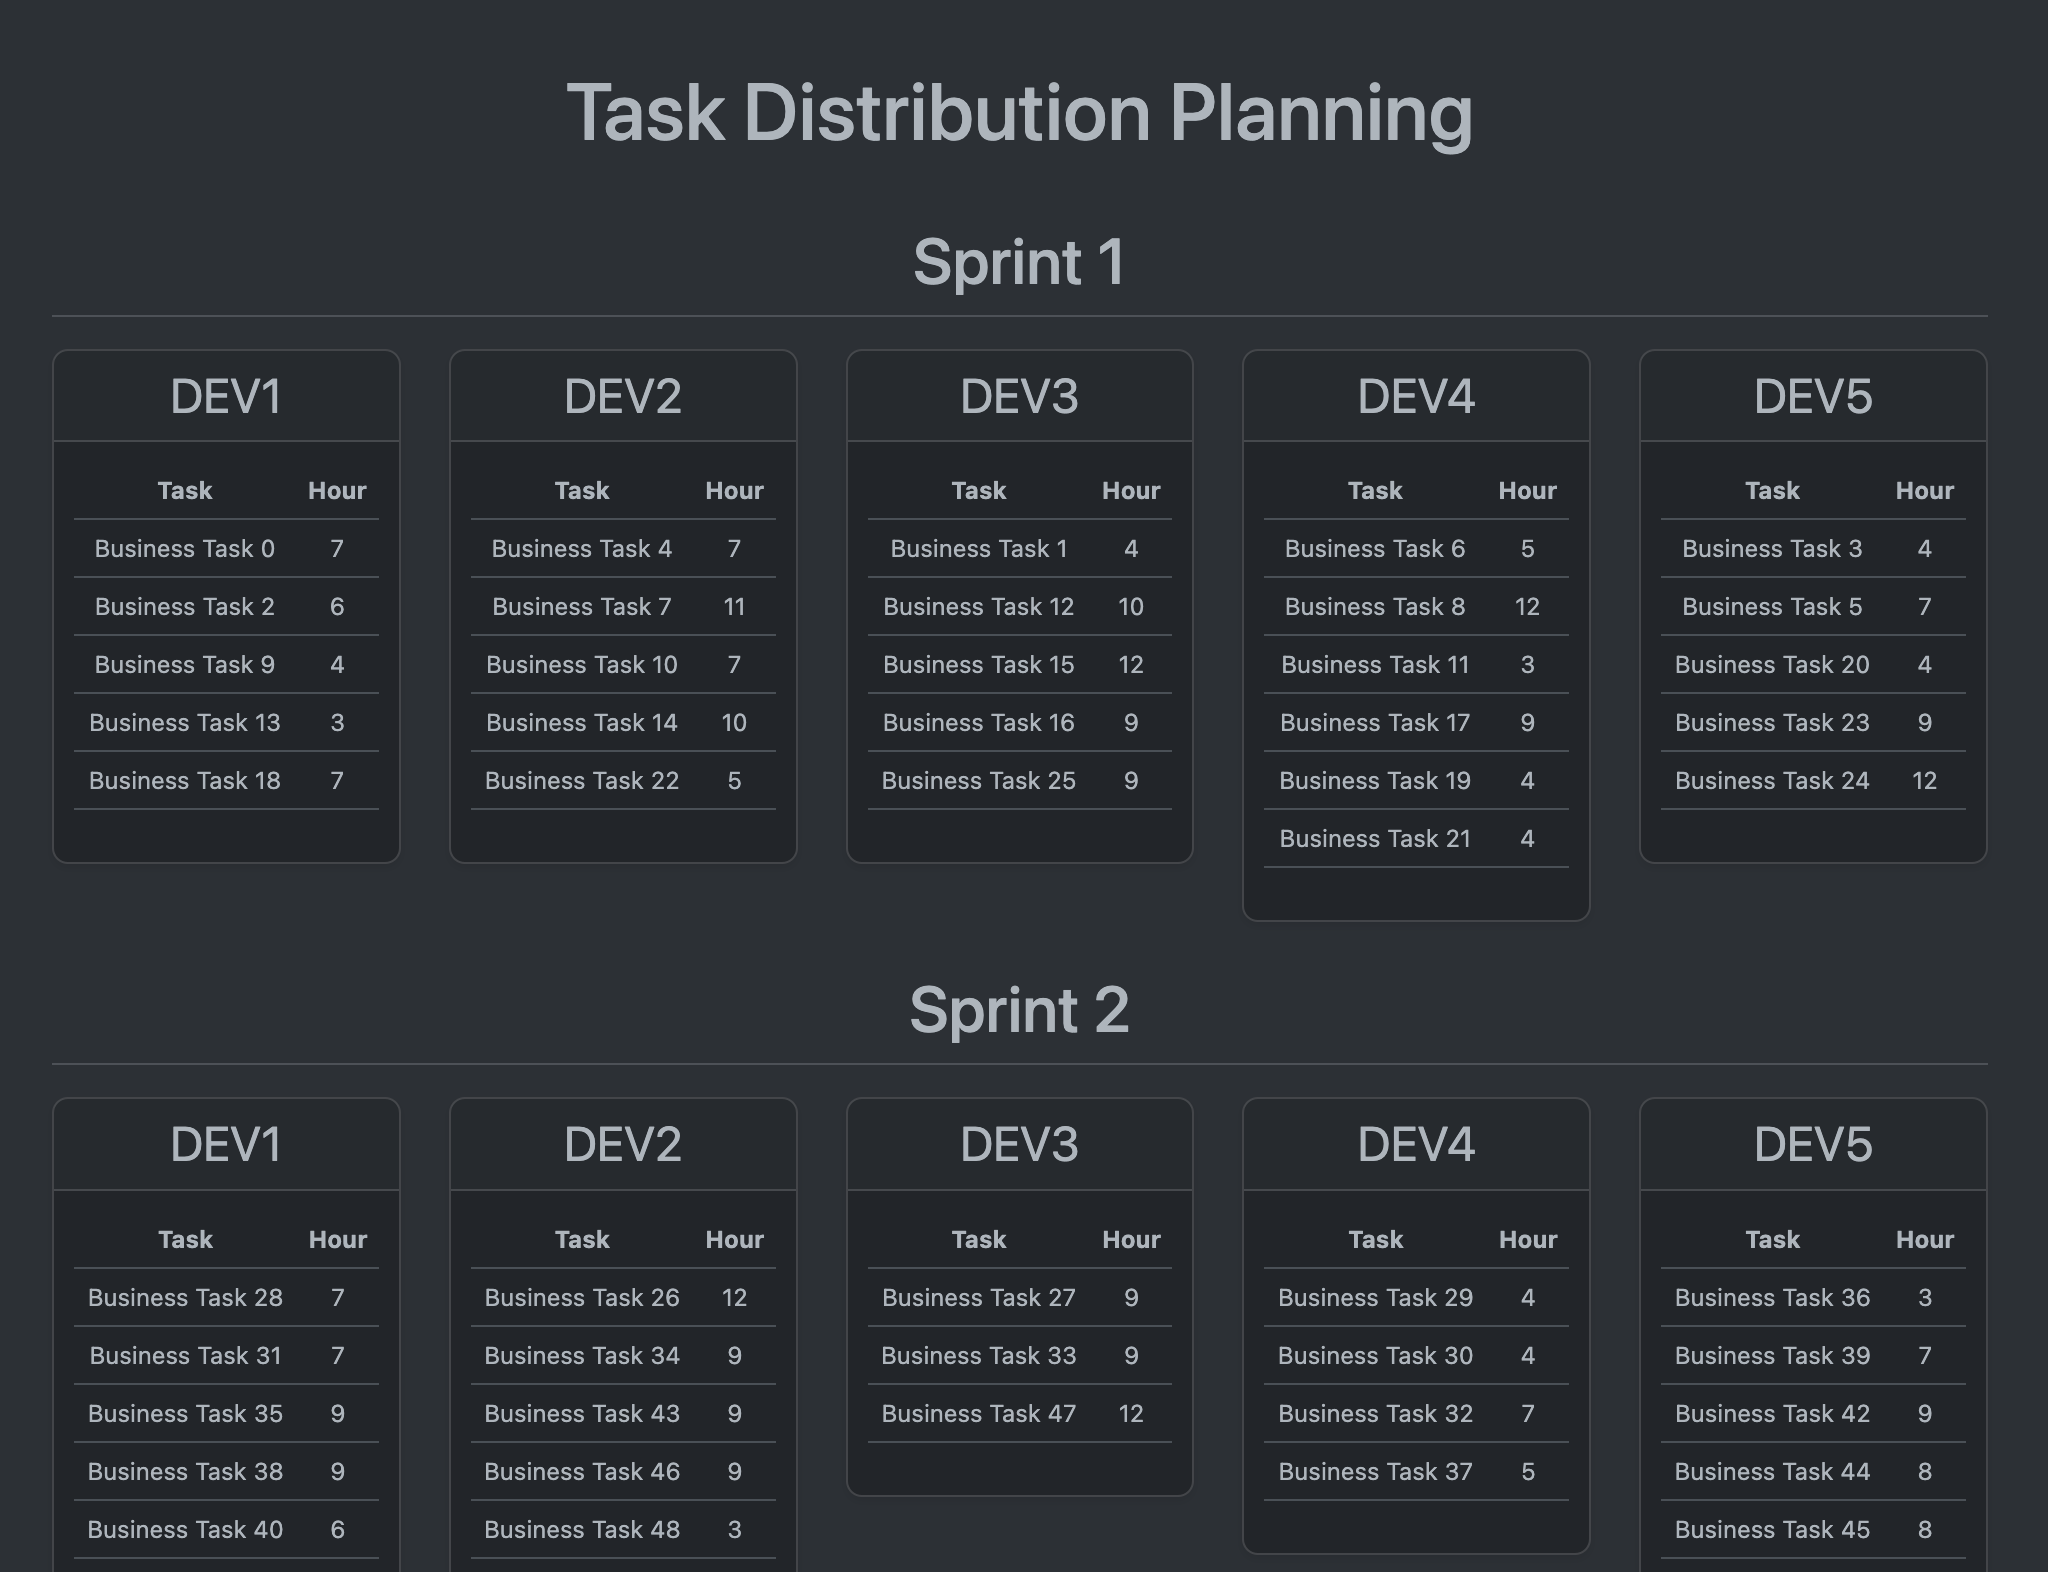 Task Distribution Planning
Sprint 1
DEV1
Task Hour
Business Task 0 7
Business Task 2 6
Business Task 9 4
Business Task 13 3
Business Task 18 7
DEV2
Task Hour
Business Task 4 7
Business Task 7 11
Business Task 10 7
Business Task 14 10
Business Task 22 5
DEV3
Task Hour
Business Task 1 4
Business Task 12 10
Business Task 15 12
Business Task 16 9
Business Task 25 9
DEV4
Task Hour
Business Task 6 5
Business Task 8 12
Business Task 11 3
Business Task 17 9
Business Task 19 4
Business Task 21 4
DEV5
Task Hour
Business Task 3 4
Business Task 5 7
Business Task 20 4
Business Task 23 9
Business Task 24 12
Sprint 2
DEV1
Task Hour
Business Task 28 7
Business Task 31 7
Business Task 35 9
Business Task 38 9
Business Task 40 6
DEV2
Task Hour
Business Task 26 12
Business Task 34 9
Business Task 43 9
Business Task 46 9
Business Task 48 3
DEV3
Task Hour
Business Task 27 9
Business Task 33 9
Business Task 47 12
DEV4
Task Hour
Business Task 29 4
Business Task 30 4
Business Task 32 7
Business Task 37 5
DEV5
Task Hour
Business Task 36 3
Business Task 39 7
Business Task 42 9
Business Task 44 8
Business Task 45 8